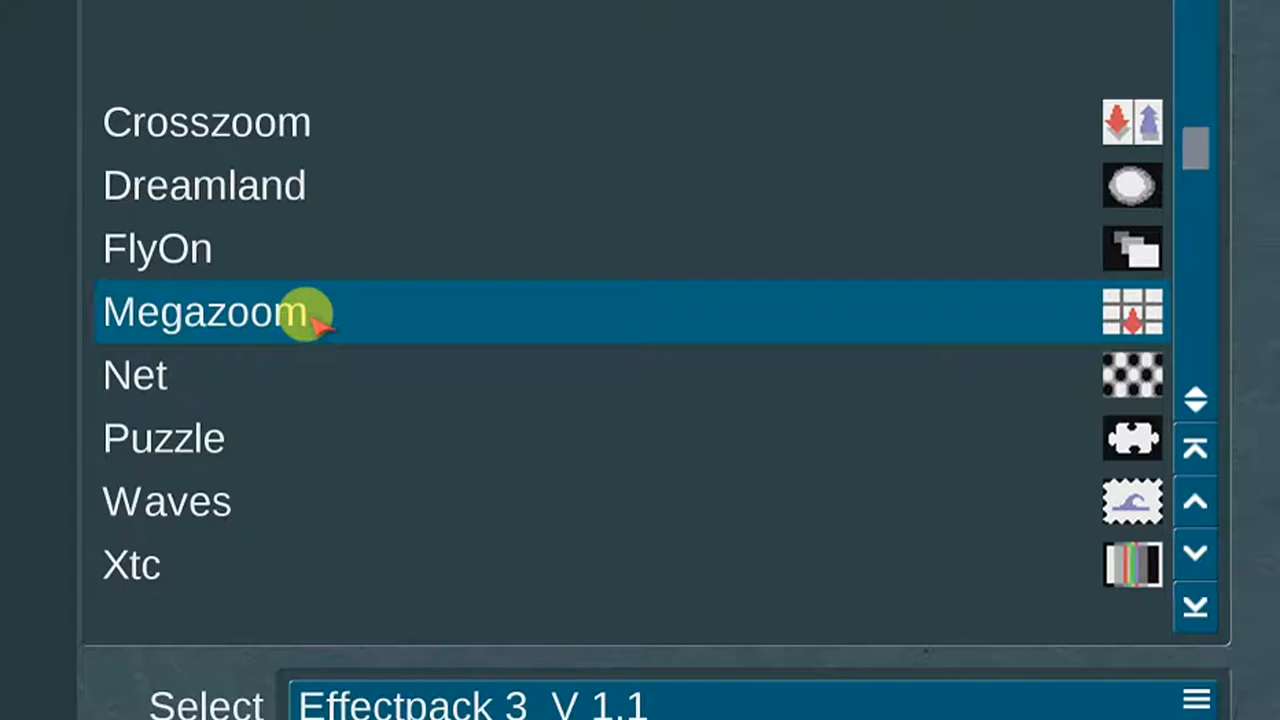 Crosszoom
Dreamland
FlyOn
Megazoom
Net
Puzzle
Waves
Xtc
Select Effectpack 3 V 1.1